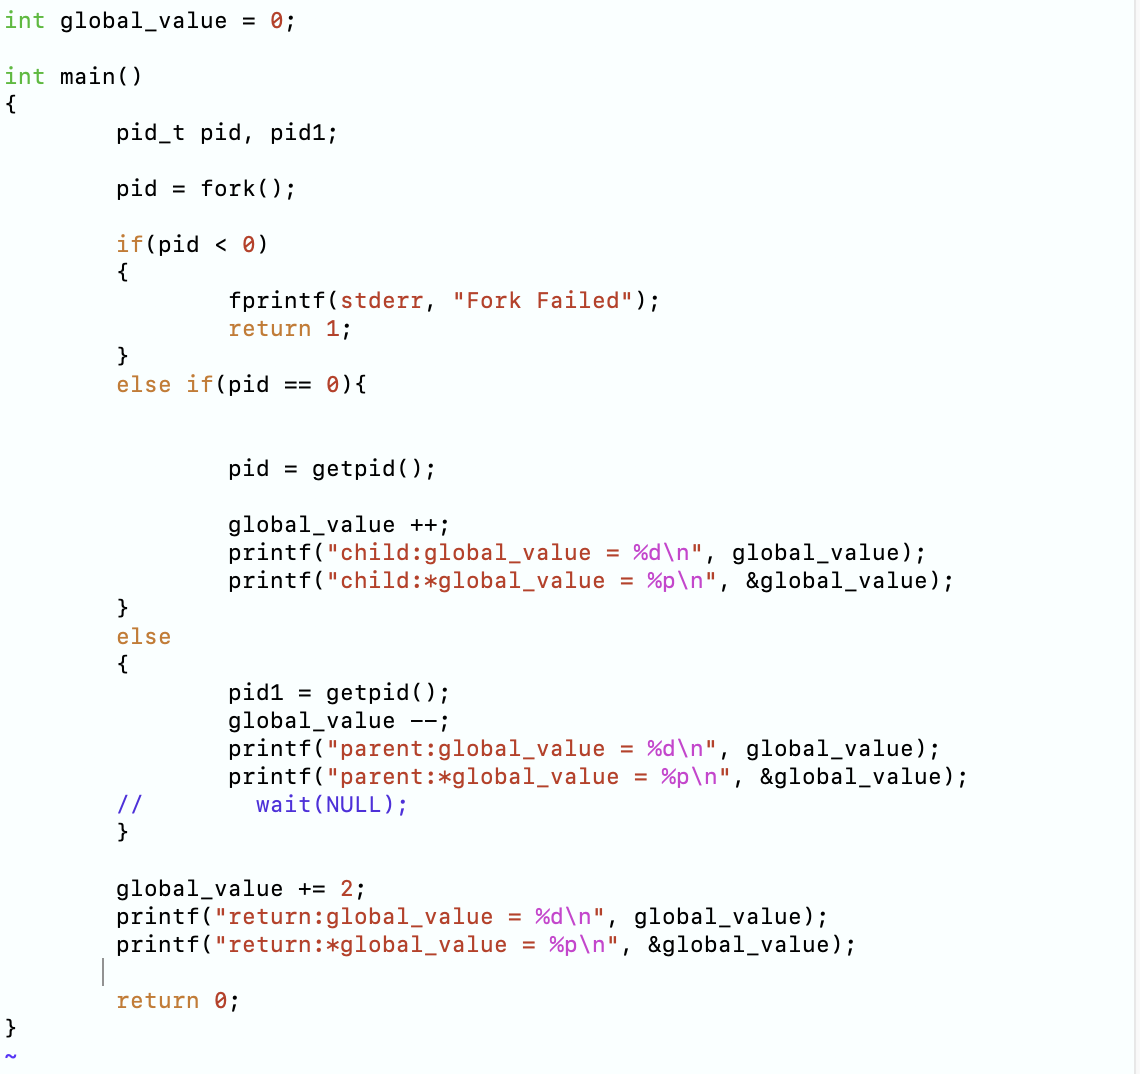 int global_value = 0;
int main()
{
pid_t pid, pid1;
pid = fork();
if(pid < 0)
{
fprintf(stderr, "Fork Failed");
return 1;
}
else if(pid == 0){
pid = getpid();
global_value ++;
printf("child:global_value = %d\n", global_value);
printf("child:*global_value = %p\n", &global_value);
}
else
{
pid1 = getpid();
global_value --;
printf("parent:global_value = %d\n", global_value);
printf("parent:*global_value = %p\n", &global_value);
// wait(NULL);
}
global_value += 2;
printf("return:global_value = %d\n", global_value);
printf("return:*global_value = %p\n", &global_value);
return 0;
}
~